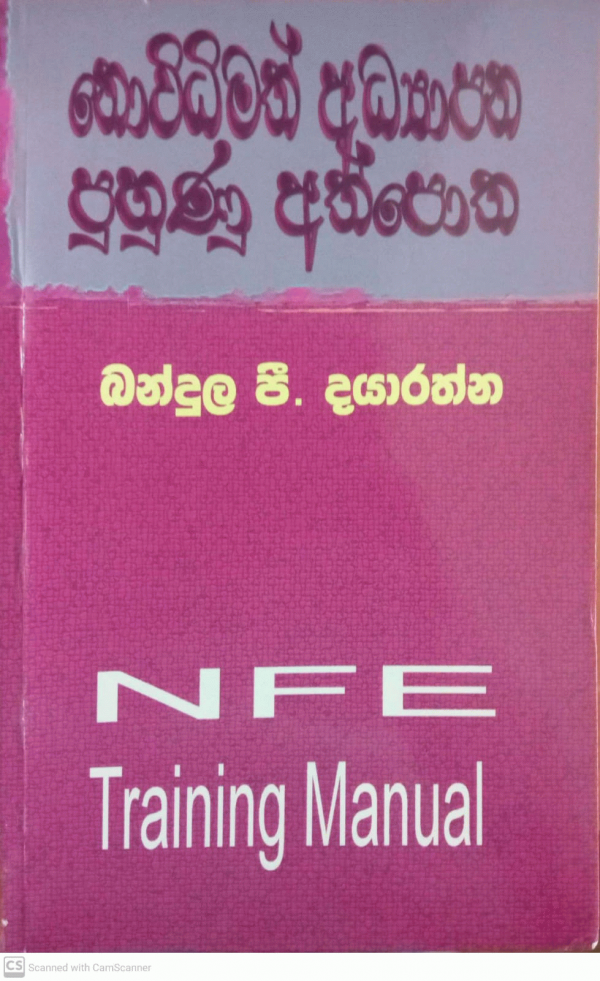 නොවිධිමත් අධ්‍යාපන
පුහුණු අත්පොත
බන්දුල පී. දයාරත්න
NFE
Training Manual
CS Scanned with CamScanner